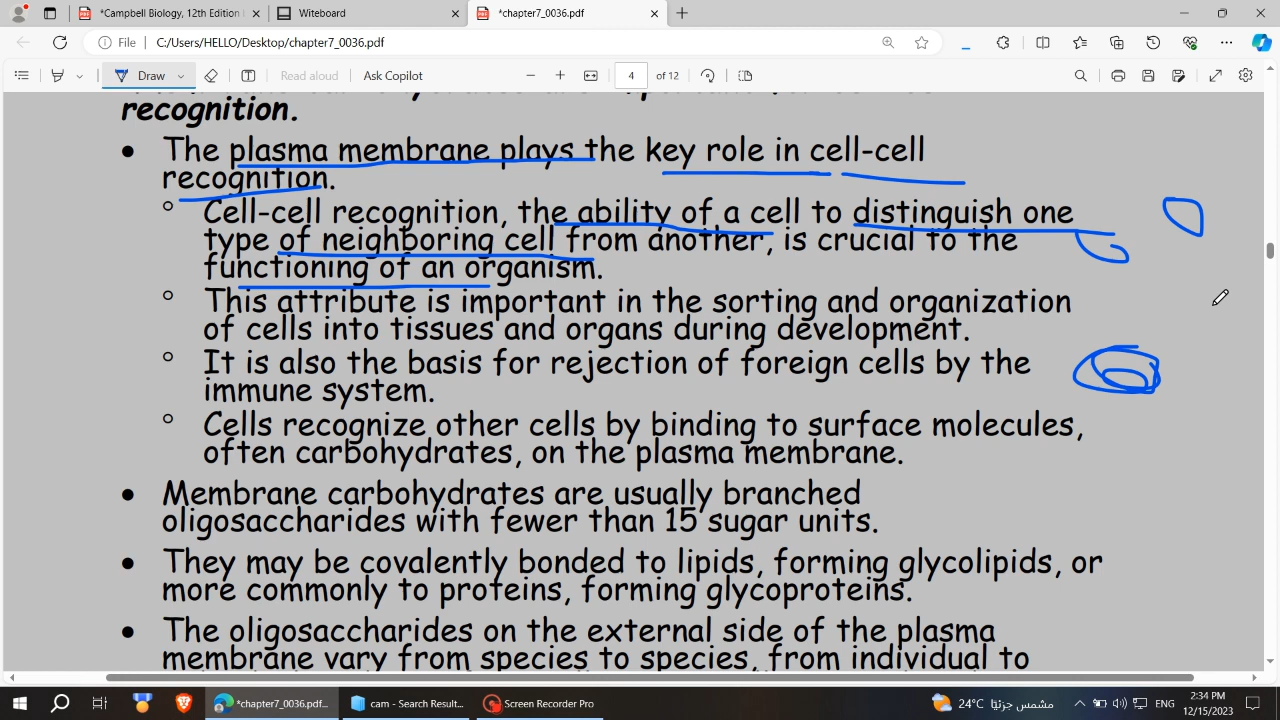 *Campbell Biology, 12th Edition
Witeboard
*chapter7_0036.pdf
File
C:/Users/HELLO/Desktop/chapter7_0036.pdf
Draw
Read aloud
Ask Copilot
4
of 12
recognition.
• The plasma membrane plays the key role in cell-cell
recognition.
° Cell-cell recognition, the ability of a cell to distinguish one
type of neighboring cell from another, is crucial to the
functioning of an organism.
° This attribute is important in the sorting and organization
of cells into tissues and organs during development.
° It is also the basis for rejection of foreign cells by the
immune system.
° Cells recognize other cells by binding to surface molecules,
often carbohydrates, on the plasma membrane.
• Membrane carbohydrates are usually branched
oligosaccharides with fewer than 15 sugar units.
• They may be covalently bonded to lipids, forming glycolipids, or
more commonly to proteins, forming glycoproteins.
• The oligosaccharides on the external side of the plasma
membrane vary from species to species, from individual to
*chapter7_0036.pdf...
cam - Search Result...
Screen Recorder Pro
24°C
مشمس جزئيًا
ENG
2:34 PM
12/15/2023